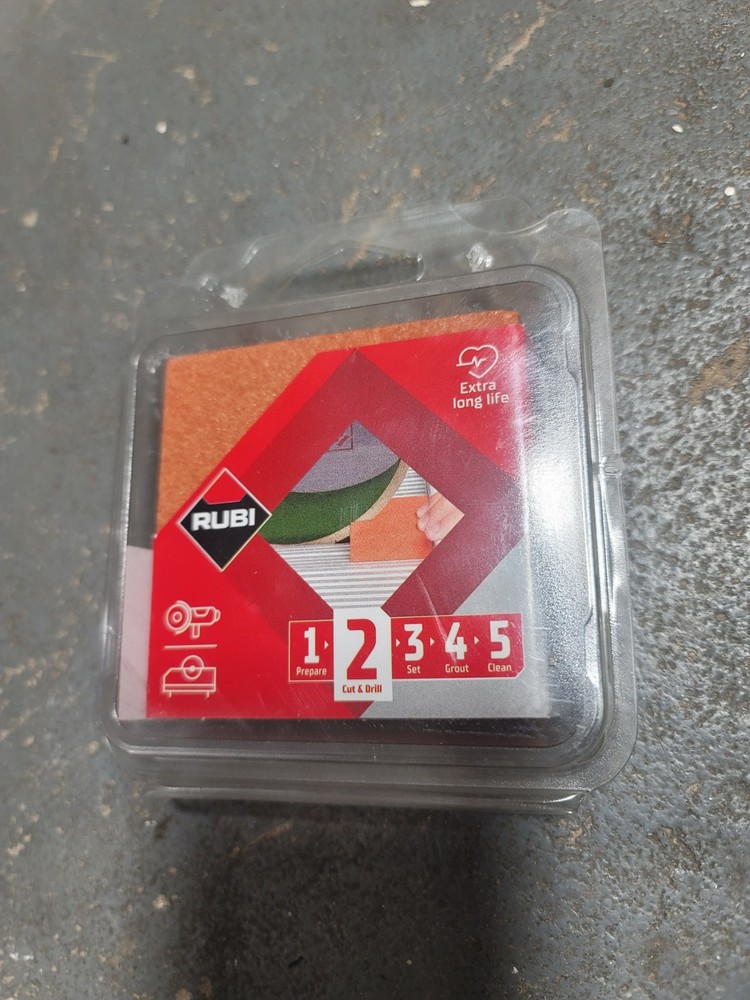 Extra
long life
RUBI
1 2 3 4 5
Prepare Cut & Drill Set Grout Clean